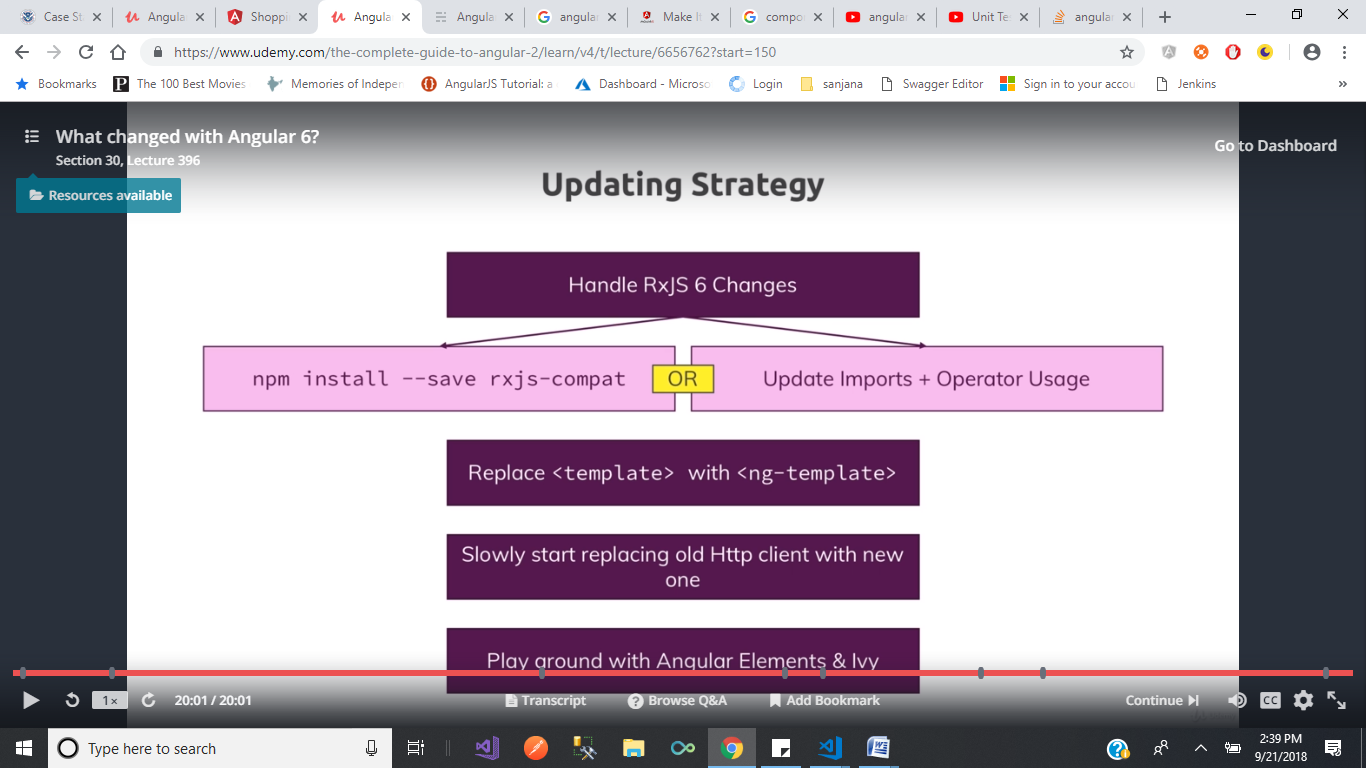 Case St
Angula
Shoppi
Angula
Angula
angular
Make It
compo
angular
Unit Te
angular
https://www.udemy.com/the-complete-guide-to-angular-2/learn/v4/t/lecture/6656762?start=150
Bookmarks
The 100 Best Movies
Memories of Indepen
AngularJS Tutorial: a
Dashboard - Microso
Login
sanjana
Swagger Editor
Sign in to your accou
Jenkins
»
What changed with Angular 6?
Section 30, Lecture 396
Go to Dashboard
Resources available
Updating Strategy
Handle RxJS 6 Changes
npm install --save rxjs-compat
OR
Update Imports + Operator Usage
Replace <template> with <ng-template>
Slowly start replacing old Http client with new
one
Play ground with Angular Elements & Ivy
1×
20:01 / 20:01
Transcript
Browse Q&A
Add Bookmark
Continue
CC
Type here to search
2:39 PM
9/21/2018